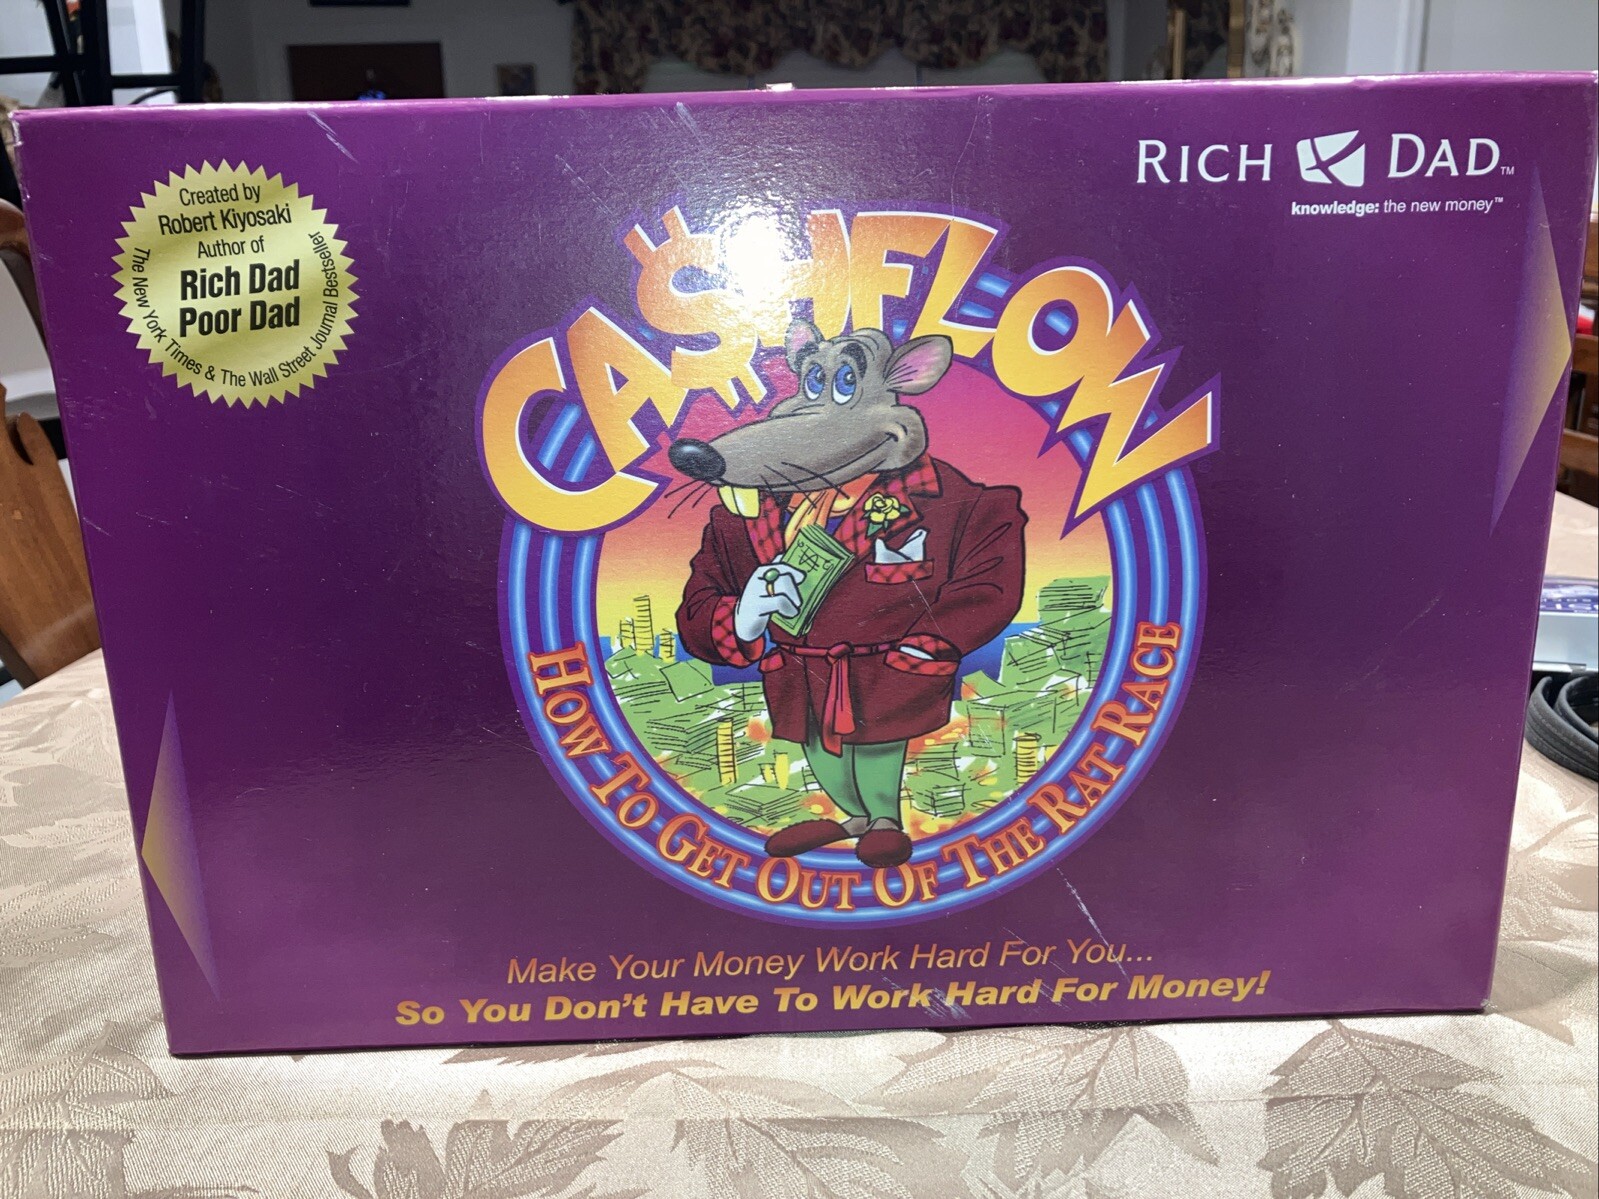 Created by
Robert Kiyosaki
Author of
Rich Dad
Poor Dad
The New York Times & The Wall Street Journal Bestseller
RICH DAD™
knowledge: the new money™
CA$HFLOW
HOW TO GET OUT OF THE RAT RACE
Make Your Money Work Hard For You...
So You Don't Have To Work Hard For Money!